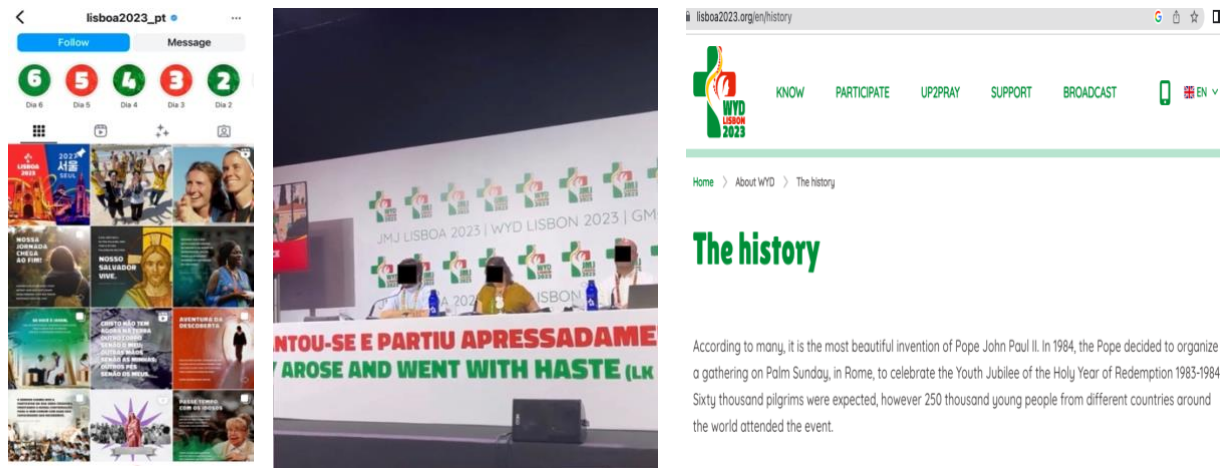 lisboa2023_pt
Follow
Message
6
5
4
3
2
Dia 6
Dia 5
Dia 4
Dia 3
Dia 2
LISBOA
2023
2027
서울
SEUL
NOSSA
JORNADA
CHEGA
AO FIM!
NOSSO
SALVADOR
VIVE.
CRISTO NÃO TEM
AGORA NA TERRA
OUTRO CORPO
SENÃO O MEU,
OUTRAS MÃOS
SENÃO AS MINHAS;
OUTROS PÉS
SENÃO OS MEUS.
AVENTURA DA
DESCOBERTA
PASSE TEMPO
COM OS IDOSOS
JMJ LISBOA 2023 | WYD LISBON 2023 | GM
NTOU-SE E PARTIU APRESSADAME
Y AROSE AND WENT WITH HASTE (LK
lisboa2023.org/en/history
WYD
LISBON
2023
KNOW
PARTICIPATE
UP2PRAY
SUPPORT
BROADCAST
EN
Home > About WYD > The history
The history
According to many, it is the most beautiful invention of Pope John Paul II. In 1984, the Pope decided to organize
a gathering on Palm Sunday, in Rome, to celebrate the Youth Jubilee of the Holy Year of Redemption 1983-1984
Sixty thousand pilgrims were expected, however 250 thousand young people from different countries around
the world attended the event.